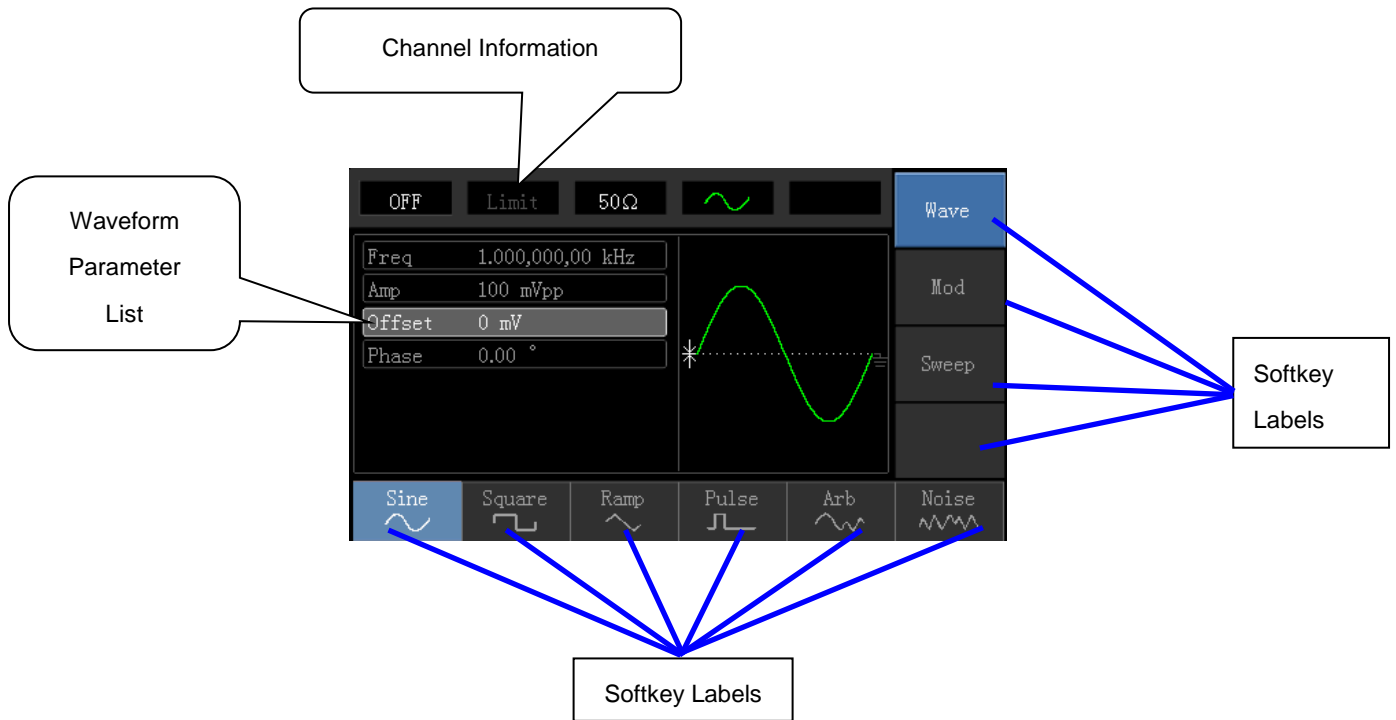 Channel Information
Waveform
Parameter
List
OFF Limit 50Ω
Freq 1.000,000,00 kHz
Amp 100 mVpp
Offset 0 mV
Phase 0.00 °
Wave
Mod
Sweep
Softkey
Labels
Sine Square Ramp Pulse Arb Noise
Softkey Labels